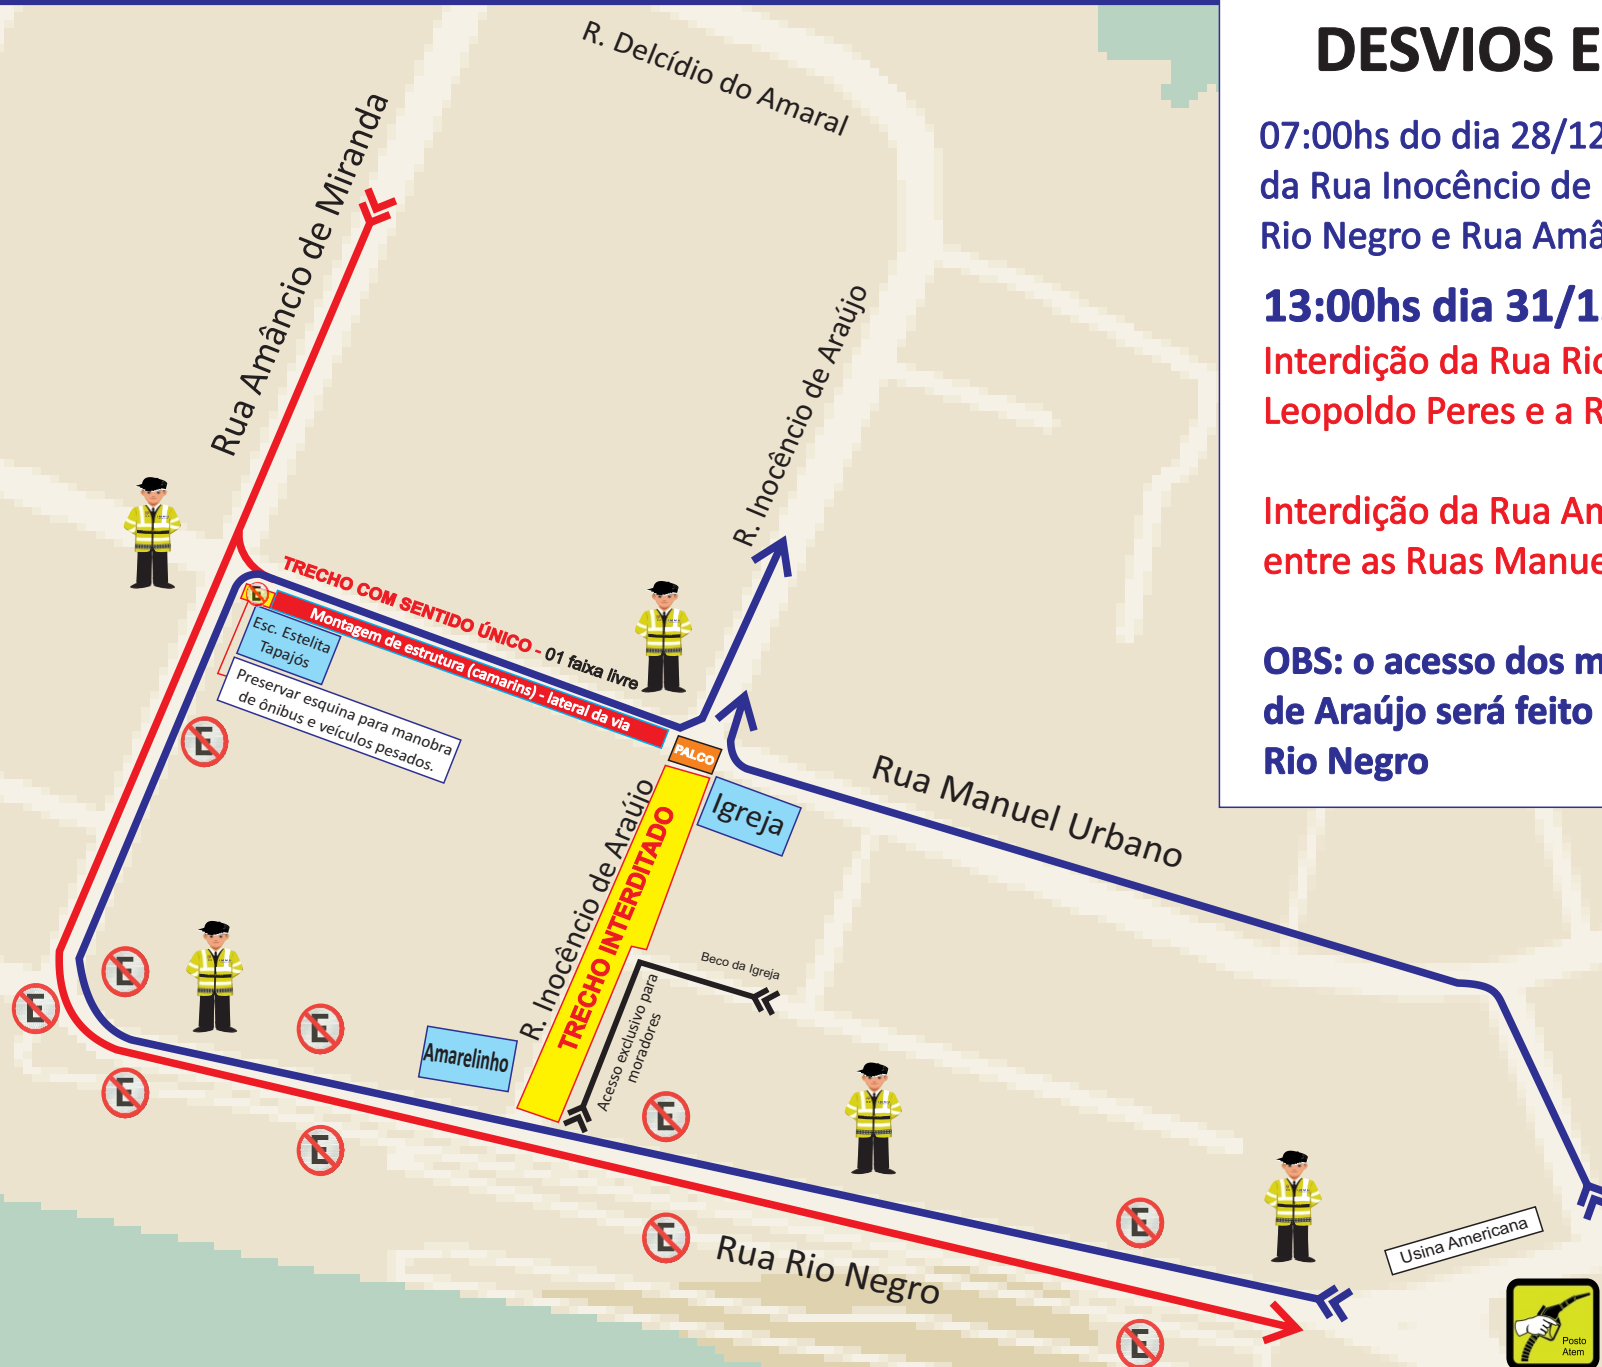 R. Delcídio do Amaral
Rua Amâncio de Miranda
R. Inocêncio de Araújo
DESVIOS E
07:00hs do dia 28/12
da Rua Inocêncio de
Rio Negro e Rua Amâ
13:00hs dia 31/1
Interdição da Rua Rio
Leopoldo Peres e a R
Interdição da Rua Am
entre as Ruas Manue
OBS: o acesso dos m
de Araújo será feito
Rio Negro
TRECHO COM SENTIDO ÚNICO - 01 faixa livre
E
Montagem de estrutura (camarins) - lateral da via
Esc. Estelita
Tapajós
Preservar esquina para manobra
de ônibus e veículos pesados.
E
PALCO
Igreja
Rua Manuel Urbano
R. Inocêncio de Araújo
TRECHO INTERDITADO
Beco da Igreja
Acesso exclusivo para
moradores
Amarelinho
E
E
E
E
E
E
E
E
E
Rua Rio Negro
Usina Americana
Posto
Atem